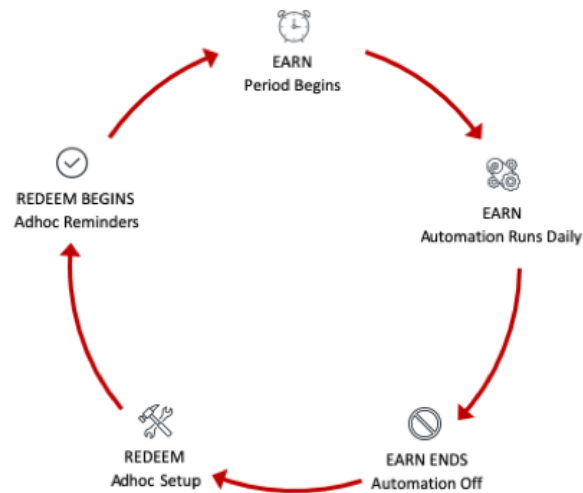 EARN
Period Begins
EARN
Automation Runs Daily
EARN ENDS
Automation Off
REDEEM
Adhoc Setup
REDEEM BEGINS
Adhoc Reminders